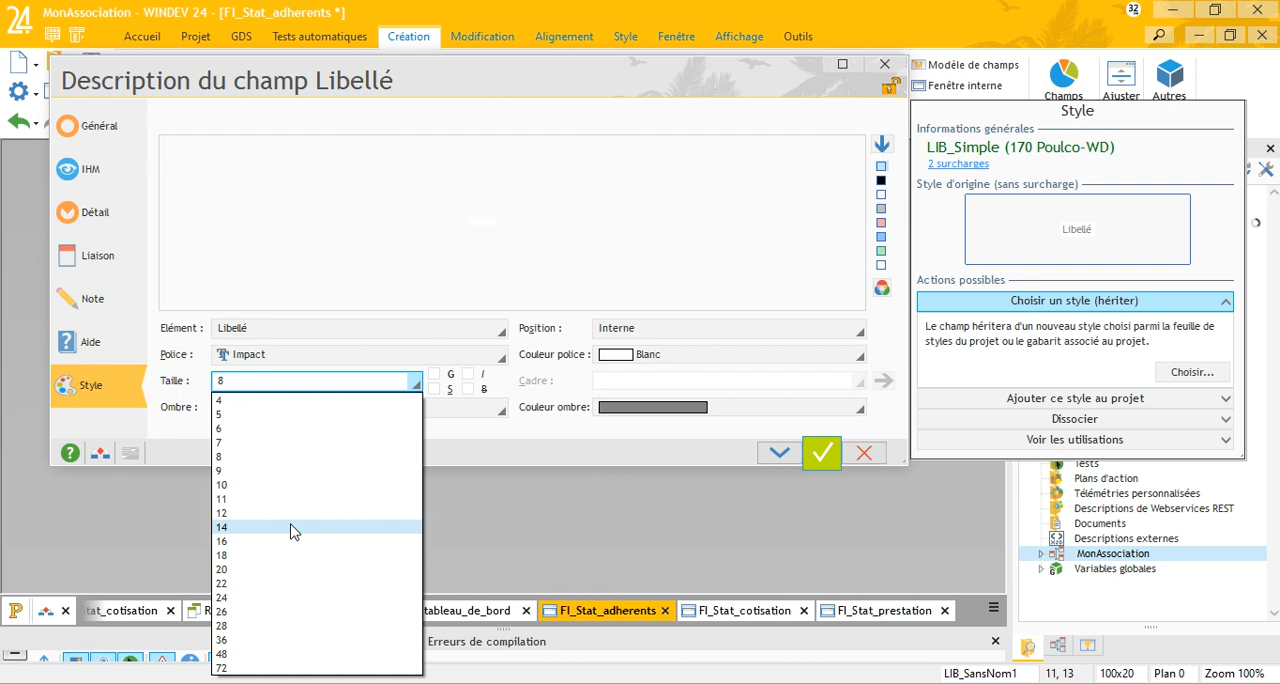 24 MonAssociation - WINDEV 24 - [FI_Stat_adherents *] 32
Accueil Projet GDS Tests automatiques Création Modification Alignement Style Fenêtre Affichage Outils
Modèle de champs
Fenêtre interne
Champs Ajuster Autres
Description du champ Libellé
Général
IHM
Détail
Liaison
Note
Aide
Style
Libellé
Elément : Libellé Position : Interne
Police : Impact Couleur police : Blanc
Taille : 8 G I S B Cadre :
Ombre : Couleur ombre:
4
5
6
7
8
9
10
11
12
14
16
18
20
22
24
26
28
36
48
72
Style
Informations générales
LIB_Simple (170 Poulco-WD)
2 surcharges
Style d'origine (sans surcharge)
Libellé
Actions possibles
Choisir un style (hériter)
Le champ héritera d'un nouveau style choisi parmi la feuille de
styles du projet ou le gabarit associé au projet.
Choisir...
Ajouter ce style au projet
Dissocier
Voir les utilisations
Tests
Plans d'action
Télémétries personnalisées
Descriptions de Webservices REST
Documents
Descriptions externes
MonAssociation
Variables globales
tat_cotisation tableau_de_bord FI_Stat_adherents FI_Stat_cotisation FI_Stat_prestation
Erreurs de compilation
LIB_SansNom1 11, 13 100x20 Plan 0 Zoom 100%